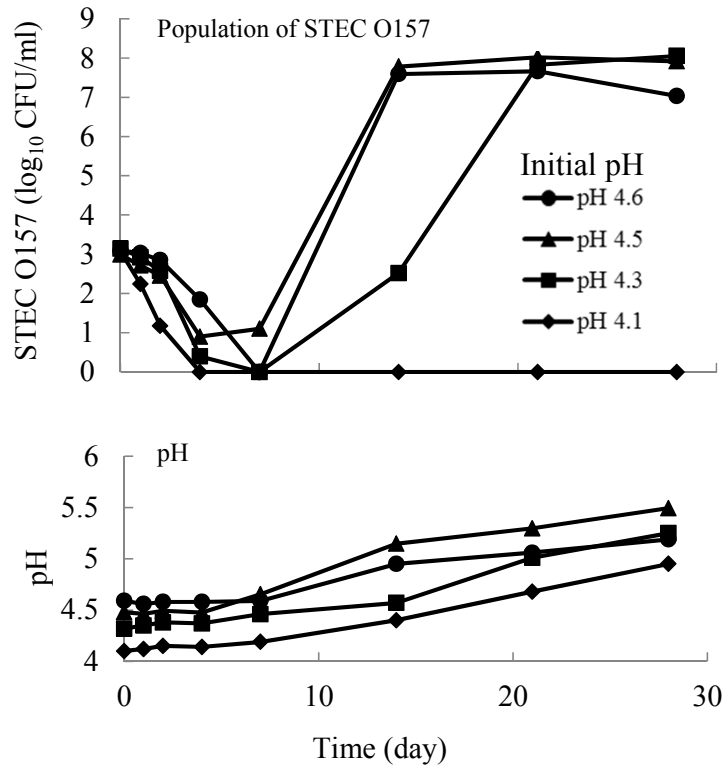 Population of STEC O157
STEC O157 (log10 CFU/ml)
9
8
7
6
5
4
3
2
1
0
Initial pH
pH 4.6
pH 4.5
pH 4.3
pH 4.1
pH
pH
6
5.5
5
4.5
4
0
10
20
30
Time (day)